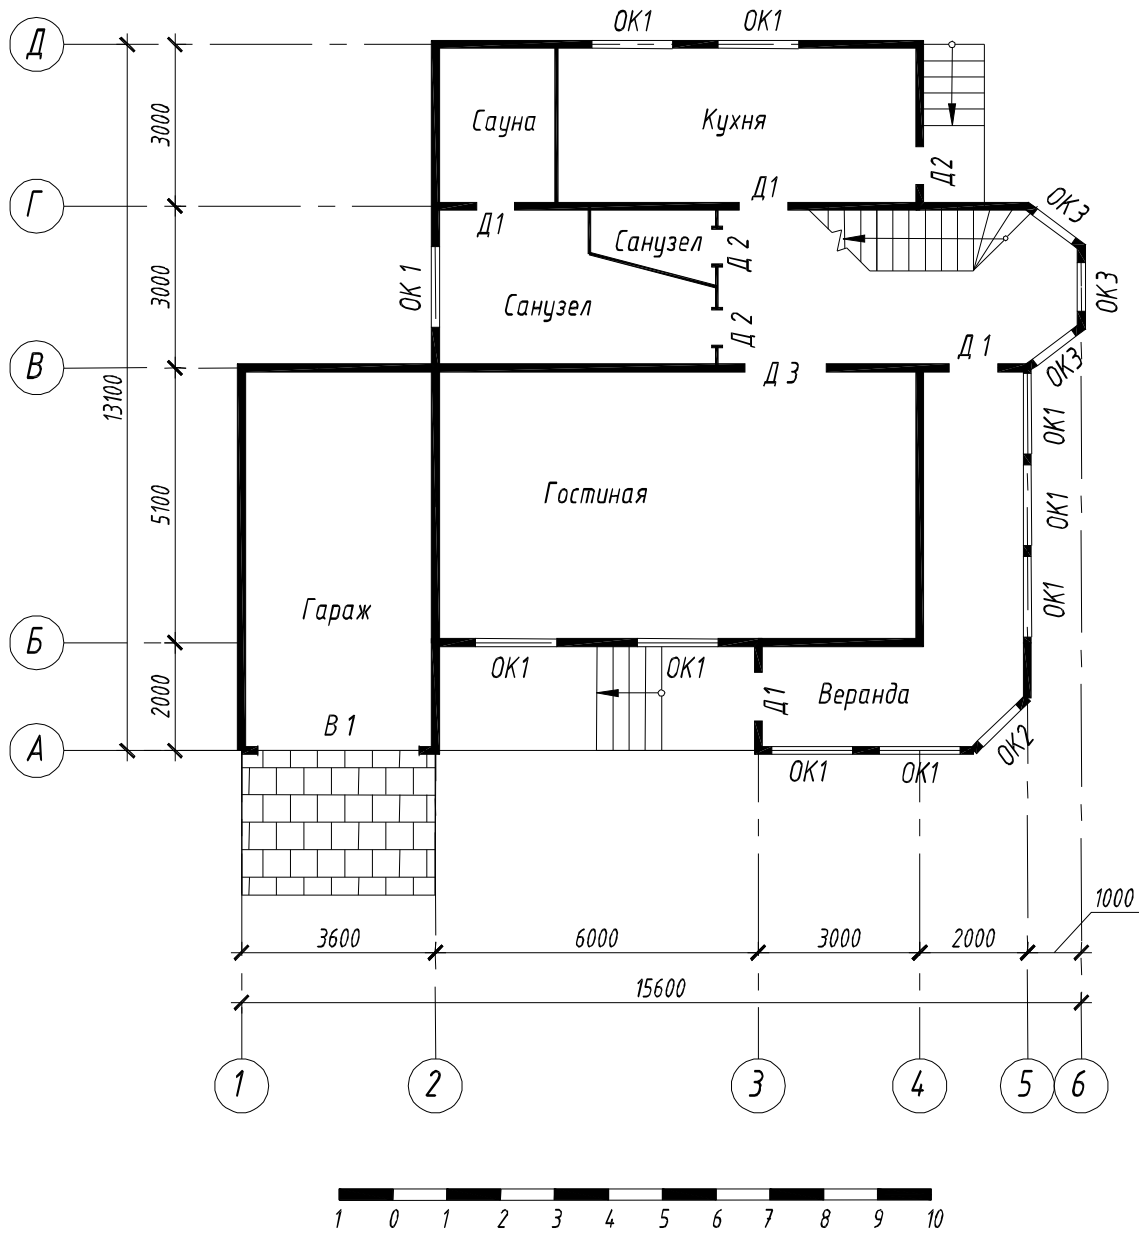 ОК1 ОК1
Д
3000
Сауна
Кухня
Д2
Г
Д1
Д1
ОК3
Санузел
Д 2
3000
ОК 1
Санузел
Д 2
ОК3
В
Д 3
Д 1
ОК3
13100
ОК1
5100
Гостиная
ОК1
Гараж
ОК1
Б
ОК1
ОК1
2000
Д1
Веранда
В 1
А
ОК1
ОК1
ОК2
1000
3600
6000
3000
2000
15600
1 2 3 4 5 6
1 0 1 2 3 4 5 6 7 8 9 10